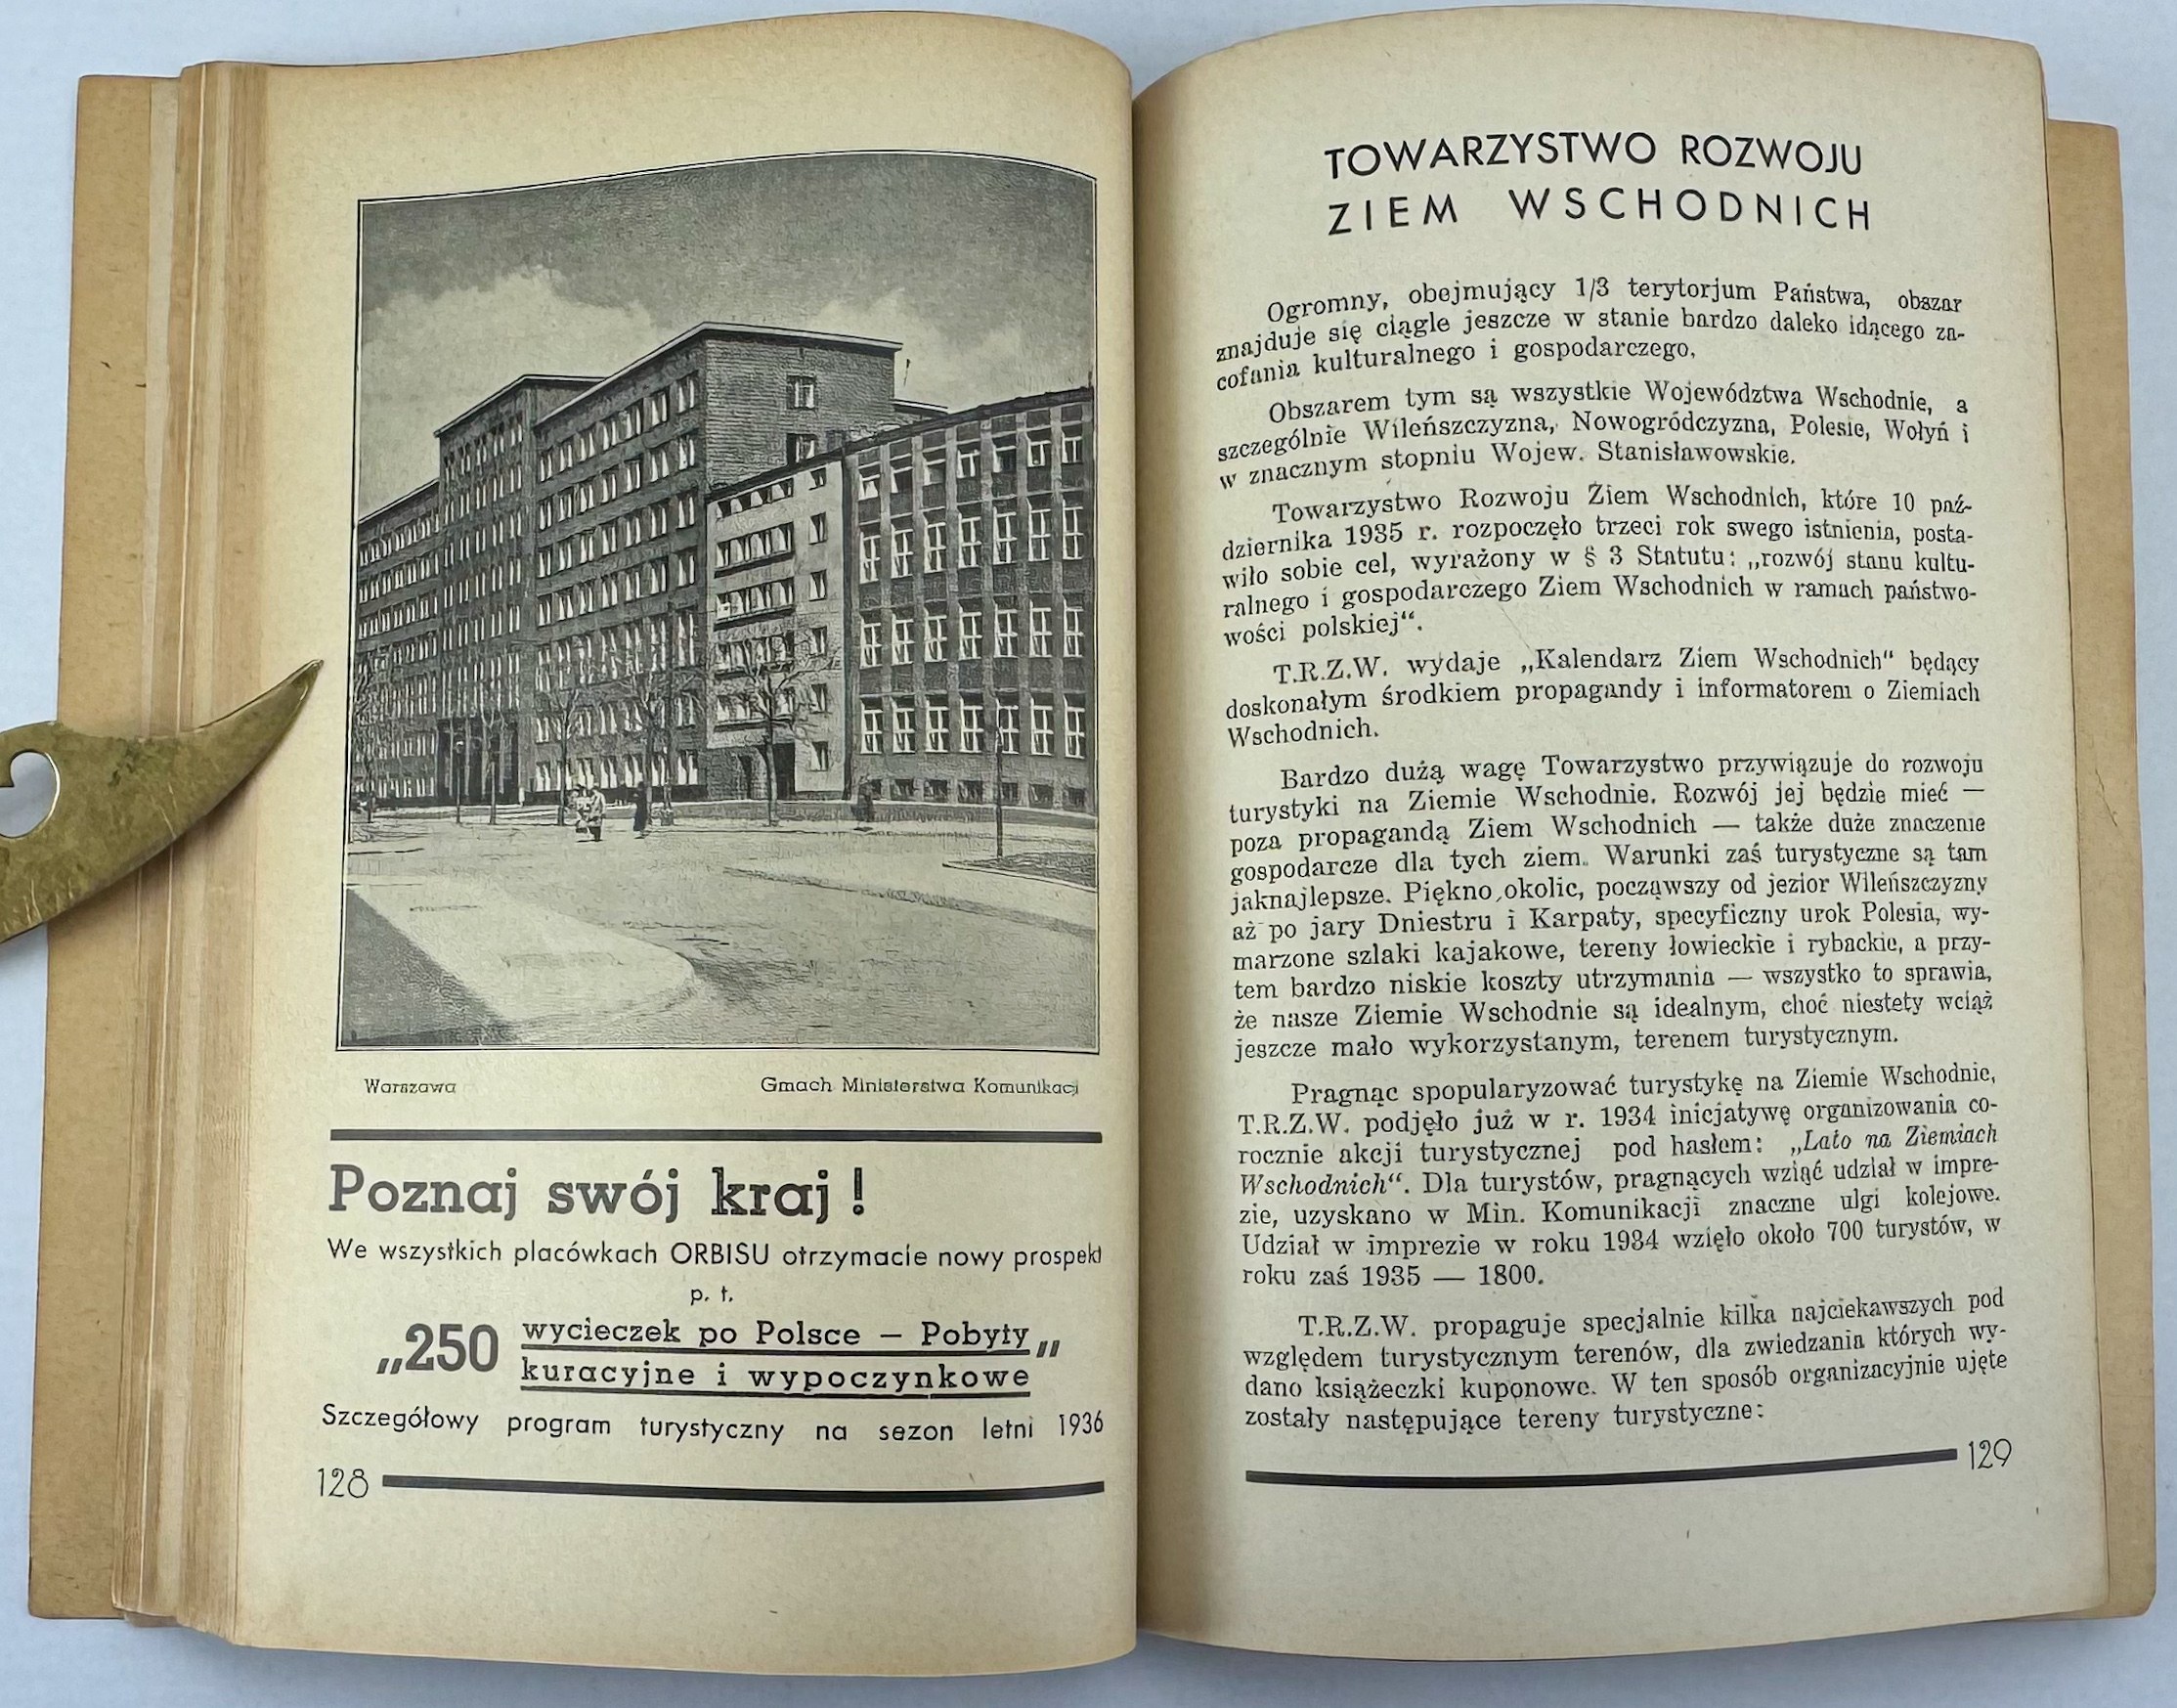 Warszawa
Gmach Ministerstwa Komunikacji
Poznaj swój kraj !
We wszystkich placówkach ORBISU otrzymacie nowy prospekt
p. t.
„250 wycieczek po Polsce — Pobyty
kuracyjne i wypoczynkowe „
Szczegółowy program turystyczny na sezon letni 1936
128
TOWARZYSTWO ROZWOJU
ZIEM WSCHODNICH
Ogromny, obejmujący 1/3 terytorjum Państwa, obszar
znajduje się ciągle jeszcze w stanie bardzo daleko idącego za-
cofania kulturalnego i gospodarczego.
Obszarem tym są wszystkie Województwa Wschodnie, a
szczególnie Wileńszczyzna, Nowogródczyzna, Polesie, Wołyń i
w znacznym stopniu Wojew. Stanisławowskie.
Towarzystwo Rozwoju Ziem Wschodnich, które 10 paź-
dziernika 1935 r. rozpoczęło trzeci rok swego istnienia, posta-
wiło sobie cel, wyrażony w § 3 Statutu: „rozwój stanu kultu-
ralnego i gospodarczego Ziem Wschodnich w ramach państwo-
wości polskiej“.
T.R.Z.W. wydaje „Kalendarz Ziem Wschodnich“ będący
doskonałym środkiem propagandy i informatorem o Ziemiach
Wschodnich.
Bardzo dużą wagę Towarzystwo przywiązuje do rozwoju
turystyki na Ziemie Wschodnie. Rozwój jej będzie mieć —
poza propagandą Ziem Wschodnich — także duże znaczenie
gospodarcze dla tych ziem. Warunki zaś turystyczne są tam
jaknajlepsze. Piękno okolic, począwszy od jezior Wileńszczyzny
aż po jary Dniestru i Karpaty, specyficzny urok Polesia, wy-
marzone szlaki kajakowe, tereny łowieckie i rybackie, a przy-
tem bardzo niskie koszty utrzymania — wszystko to sprawia,
że nasze Ziemie Wschodnie są idealnym, choć niestety wciąż
jeszcze mało wykorzystanym, terenem turystycznym.
Pragnąc spopularyzować turystykę na Ziemie Wschodnie,
T.R.Z.W. podjęło już w r. 1934 inicjatywę organizowania co-
rocznie akcji turystycznej pod hasłem: „Lato na Ziemiach
Wschodnich“. Dla turystów, pragnących wziąć udział w impre-
zie, uzyskano w Min. Komunikacji znaczne ulgi kolejowe.
Udział w imprezie w roku 1934 wzięło około 700 turystów, w
roku zaś 1935 — 1800.
T.R.Z.W. propaguje specjalnie kilka najciekawszych pod
względem turystycznym terenów, dla zwiedzania których wy-
dano książeczki kuponowe. W ten sposób organizacyjnie ujęte
zostały następujące tereny turystyczne:
129